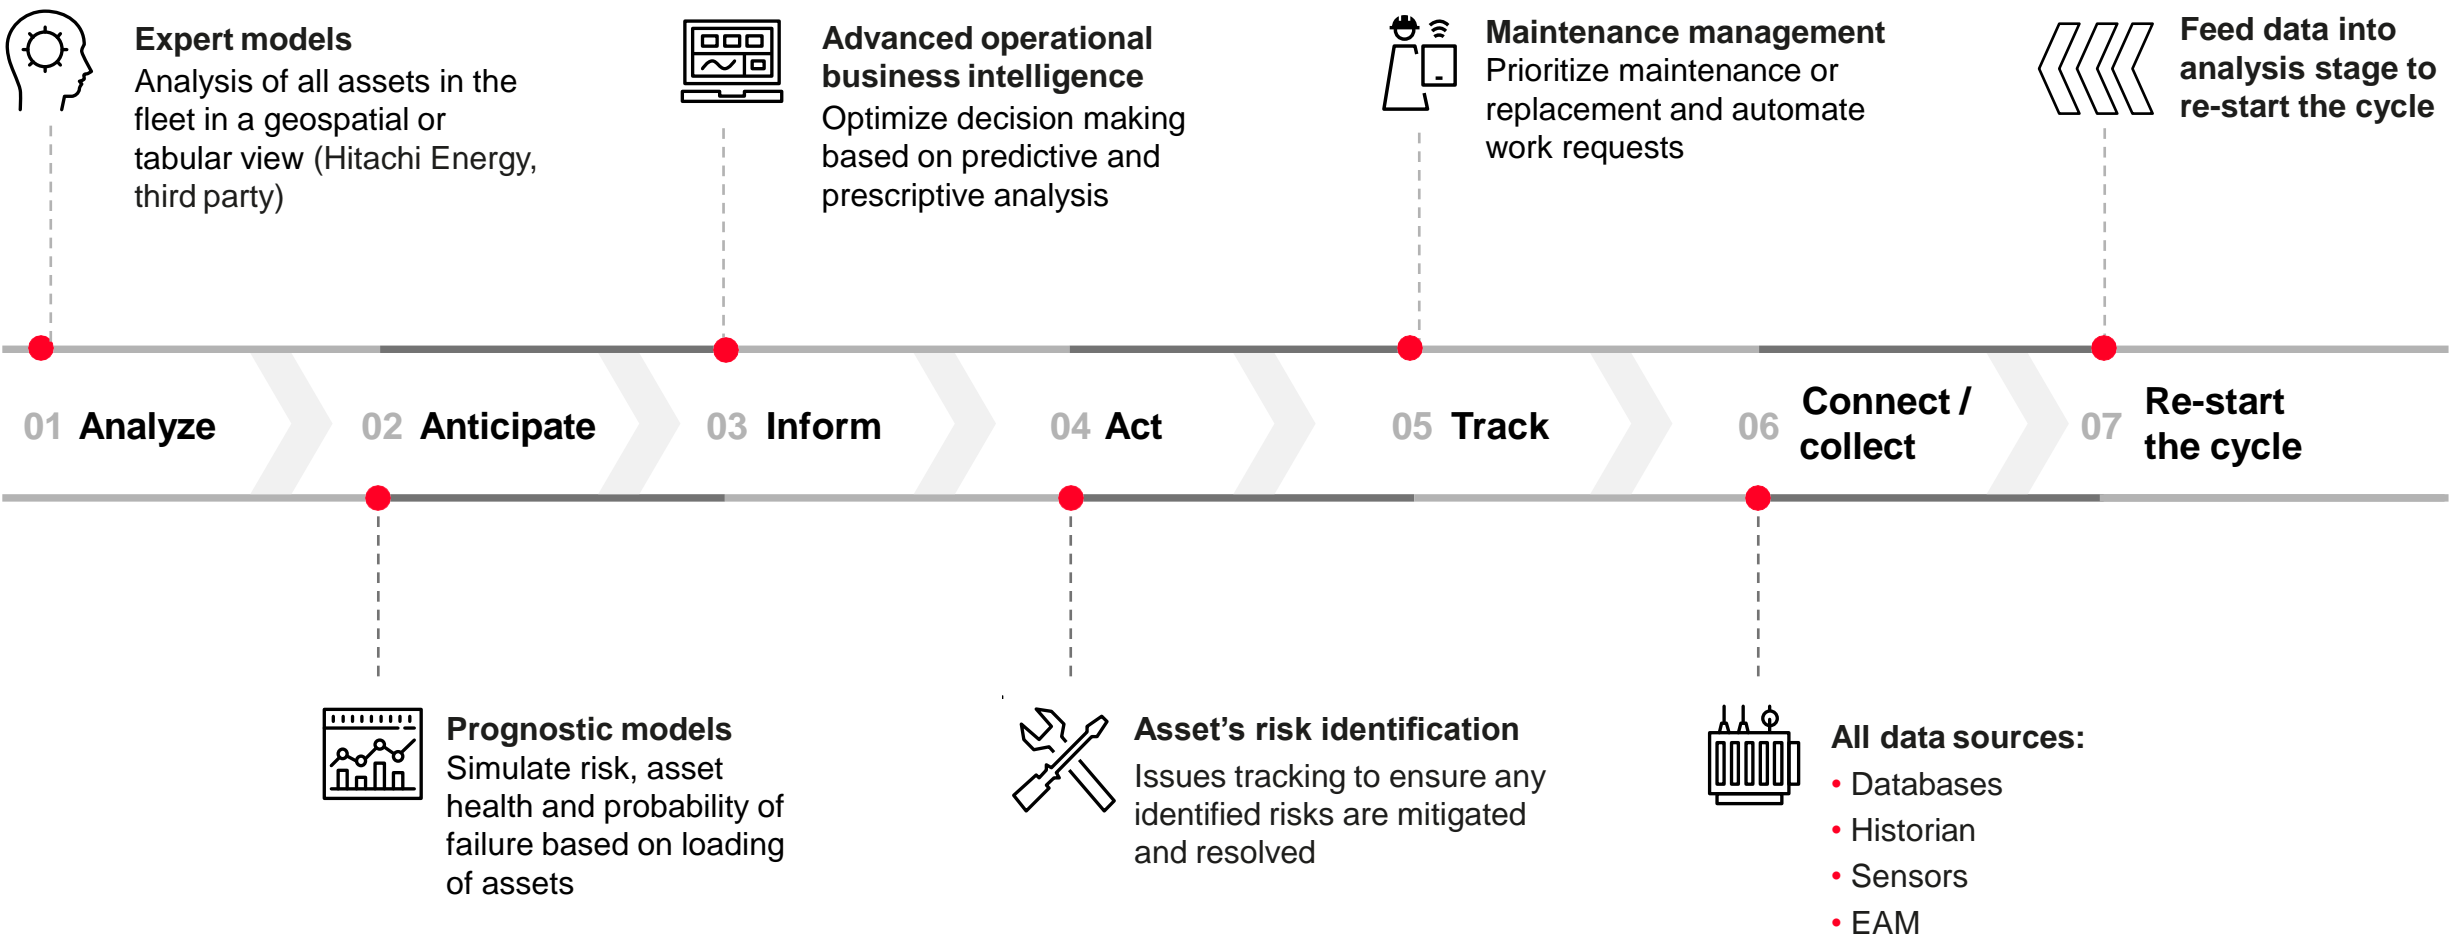 Expert models
Analysis of all assets in the
fleet in a geospatial or
tabular view (Hitachi Energy,
third party)
Advanced operational
business intelligence
Optimize decision making
based on predictive and
prescriptive analysis
Maintenance management
Prioritize maintenance or
replacement and automate
work requests
Feed data into
analysis stage to
re-start the cycle
01 Analyze
02 Anticipate
03 Inform
04 Act
05 Track
06 Connect /
collect
07 Re-start
the cycle
Prognostic models
Simulate risk, asset
health and probability of
failure based on loading
of assets
Asset’s risk identification
Issues tracking to ensure any
identified risks are mitigated
and resolved
All data sources:
• Databases
• Historian
• Sensors
• EAM